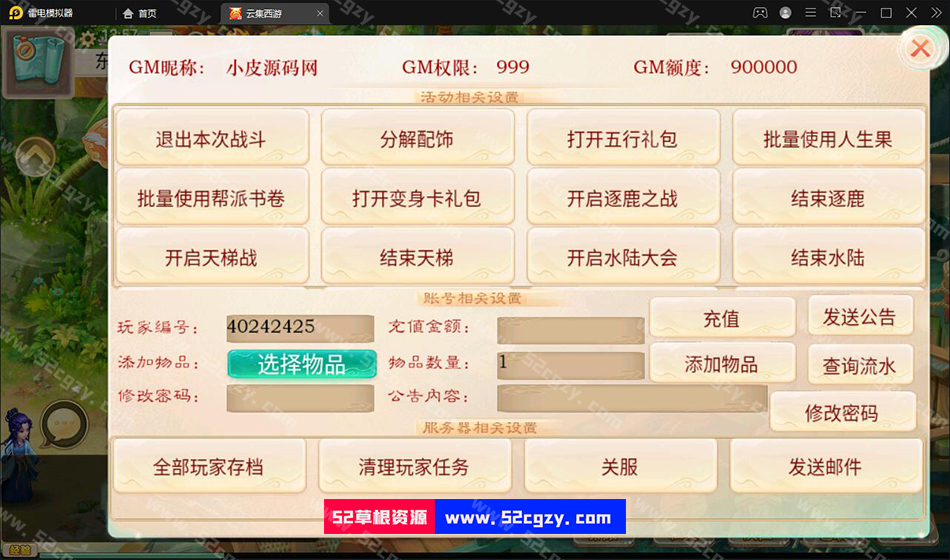 雷电模拟器 首页 云集西游
GM昵称: 小皮源码网 GM权限: 999 GM额度: 900000
活动相关设置
退出本次战斗 分解配饰 打开五行礼包 批量使用人生果
批量使用帮派书卷 打开变身卡礼包 开启逐鹿之战 结束逐鹿
开启天梯战 结束天梯 开启水陆大会 结束水陆
账号相关设置
玩家编号: 40242425 充值金额: 充值 发送公告
添加物品: 选择物品 物品数量: 1 添加物品 查询流水
修改密码: 公告内容: 修改密码
服务器相关设置
全部玩家存档 清理玩家任务 关服 发送邮件
52草根资源 www.52cgzy.com
经验